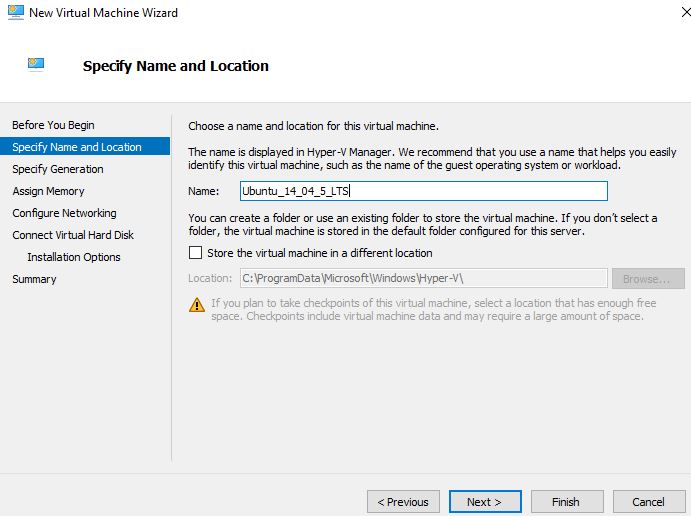 New Virtual Machine Wizard
Specify Name and Location
Before You Begin
Specify Name and Location
Specify Generation
Assign Memory
Configure Networking
Connect Virtual Hard Disk
Installation Options
Summary
Choose a name and location for this virtual machine.
The name is displayed in Hyper-V Manager. We recommend that you use a name that helps you easily
identify this virtual machine, such as the name of the guest operating system or workload.
Name: Ubuntu_14_04_5_LTS
You can create a folder or use an existing folder to store the virtual machine. If you don't select a
folder, the virtual machine is stored in the default folder configured for this server.
Store the virtual machine in a different location
Location: C:\ProgramData\Microsoft\Windows\Hyper-V\ Browse...
If you plan to take checkpoints of this virtual machine, select a location that has enough free
space. Checkpoints include virtual machine data and may require a large amount of space.
< Previous Next > Finish Cancel